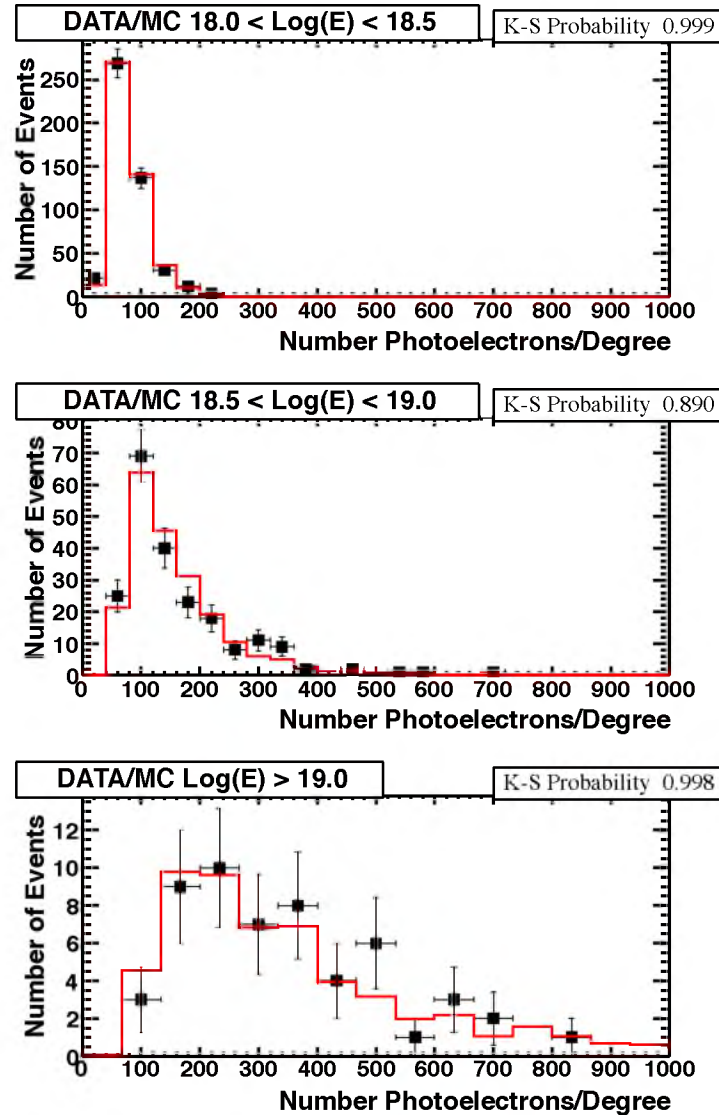 DATA/MC 18.0 < Log(E) < 18.5
K-S Probability 0.999
Number of Events
250
200
150
100
50
0
0 100 200 300 400 500 600 700 800 900 1000
Number Photoelectrons/Degree
DATA/MC 18.5 < Log(E) < 19.0
K-S Probability 0.890
Number of Events
80
70
60
50
40
30
20
10
0
0 100 200 300 400 500 600 700 800 900 1000
Number Photoelectrons/Degree
DATA/MC Log(E) > 19.0
K-S Probability 0.998
Number of Events
12
10
8
6
4
2
0
0 100 200 300 400 500 600 700 800 900 1000
Number Photoelectrons/Degree